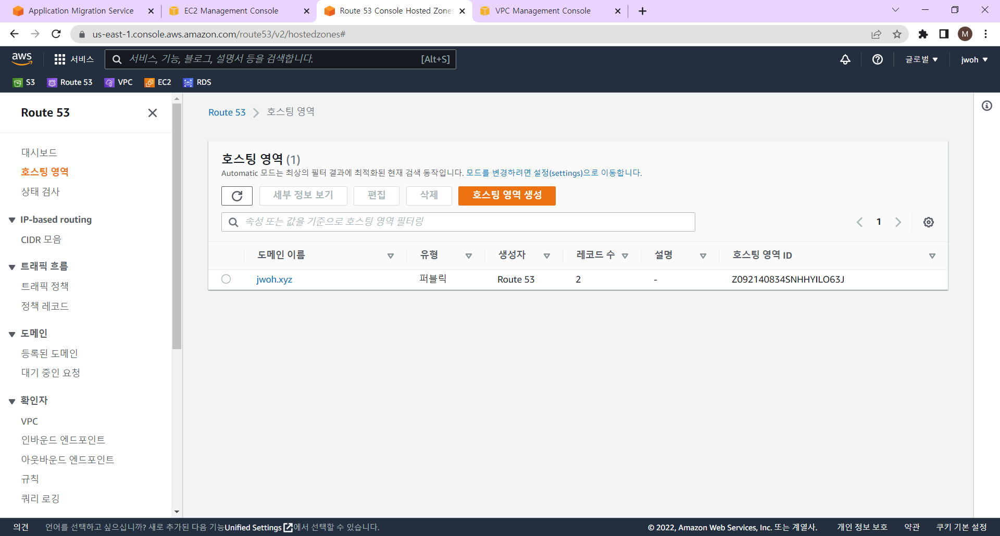 Application Migration Service
EC2 Management Console
Route 53 Console Hosted Zones
VPC Management Console
us-east-1.console.aws.amazon.com/route53/v2/hostedzones#
M
aws
서비스
서비스, 기능, 블로그, 설명서 등을 검색합니다.
[Alt+S]
글로벌
jwoh
S3
Route 53
VPC
EC2
RDS
Route 53
대시보드
호스팅 영역
상태 검사
IP-based routing
CIDR 모음
트래픽 흐름
트래픽 정책
정책 레코드
도메인
등록된 도메인
대기 중인 요청
확인자
VPC
인바운드 엔드포인트
아웃바운드 엔드포인트
규칙
쿼리 로깅
Route 53 > 호스팅 영역
호스팅 영역 (1)
Automatic 모드는 최상의 필터 결과에 최적화된 현재 검색 동작입니다. 모드를 변경하려면 설정(settings)으로 이동합니다.
세부 정보 보기
편집
삭제
호스팅 영역 생성
속성 또는 값을 기준으로 호스팅 영역 필터링
1
도메인 이름
유형
생성자
레코드 수
설명
호스팅 영역 ID
jwoh.xyz
퍼블릭
Route 53
2
-
Z092140834SNHHYILO63J
의견
언어를 선택하고 싶으십니까? 새로 추가된 다음 기능Unified Settings에서 선택할 수 있습니다.
© 2022, Amazon Web Services, Inc. 또는 계열사.
개인 정보 보호
약관
쿠키 기본 설정